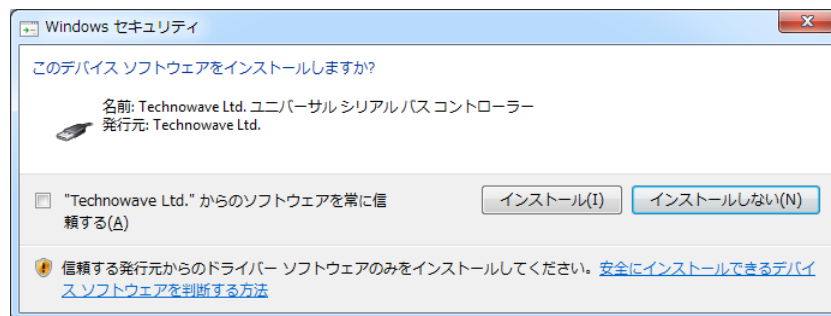 Windows セキュリティ
このデバイス ソフトウェアをインストールしますか?
名前: Technowave Ltd. ユニバーサル シリアル バス コントローラー
発行元: Technowave Ltd.
"Technowave Ltd." からのソフトウェアを常に信
頼する(A)
インストール(I)
インストールしない(N)
信頼する発行元からのドライバー ソフトウェアのみをインストールしてください。安全にインストールできるデバイ
ス ソフトウェアを判断する方法